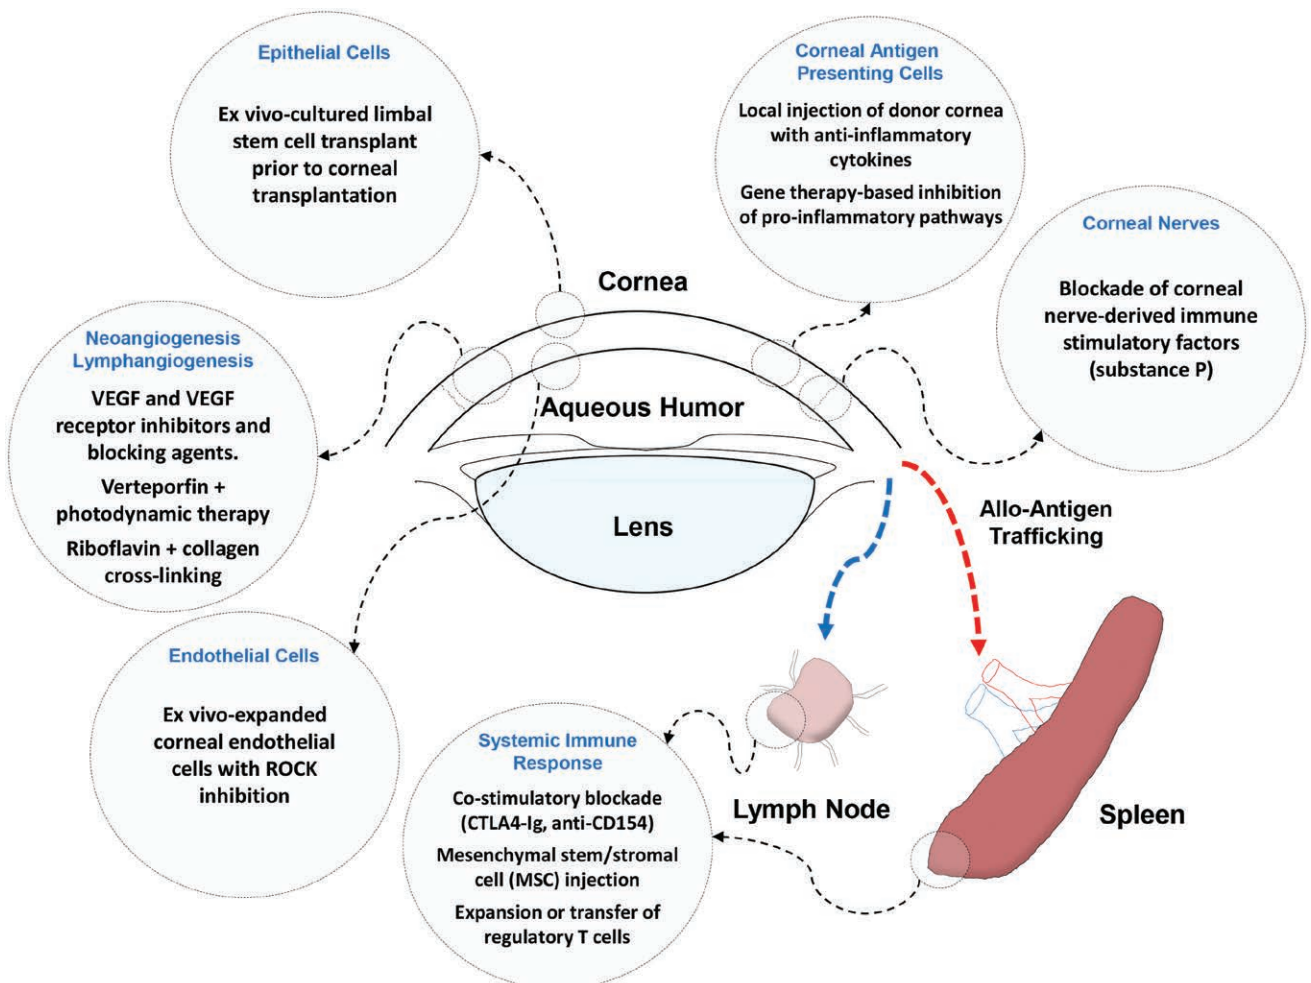 Epithelial Cells
Ex vivo-cultured limbal
stem cell transplant
prior to corneal
transplantation
Corneal Antigen
Presenting Cells
Local injection of donor cornea
with anti-inflammatory
cytokines
Gene therapy-based inhibition
of pro-inflammatory pathways
Corneal Nerves
Blockade of corneal
nerve-derived immune
stimulatory factors
(substance P)
Cornea
Neoangiogenesis
Lymphangiogenesis
VEGF and VEGF
receptor inhibitors and
blocking agents.
Verteporfin +
photodynamic therapy
Riboflavin + collagen
cross-linking
Aqueous Humor
Lens
Allo-Antigen
Trafficking
Endothelial Cells
Ex vivo-expanded
corneal endothelial
cells with ROCK
inhibition
Systemic Immune
Response
Co-stimulatory blockade
(CTLA4-Ig, anti-CD154)
Mesenchymal stem/stromal
cell (MSC) injection
Expansion or transfer of
regulatory T cells
Lymph Node
Spleen